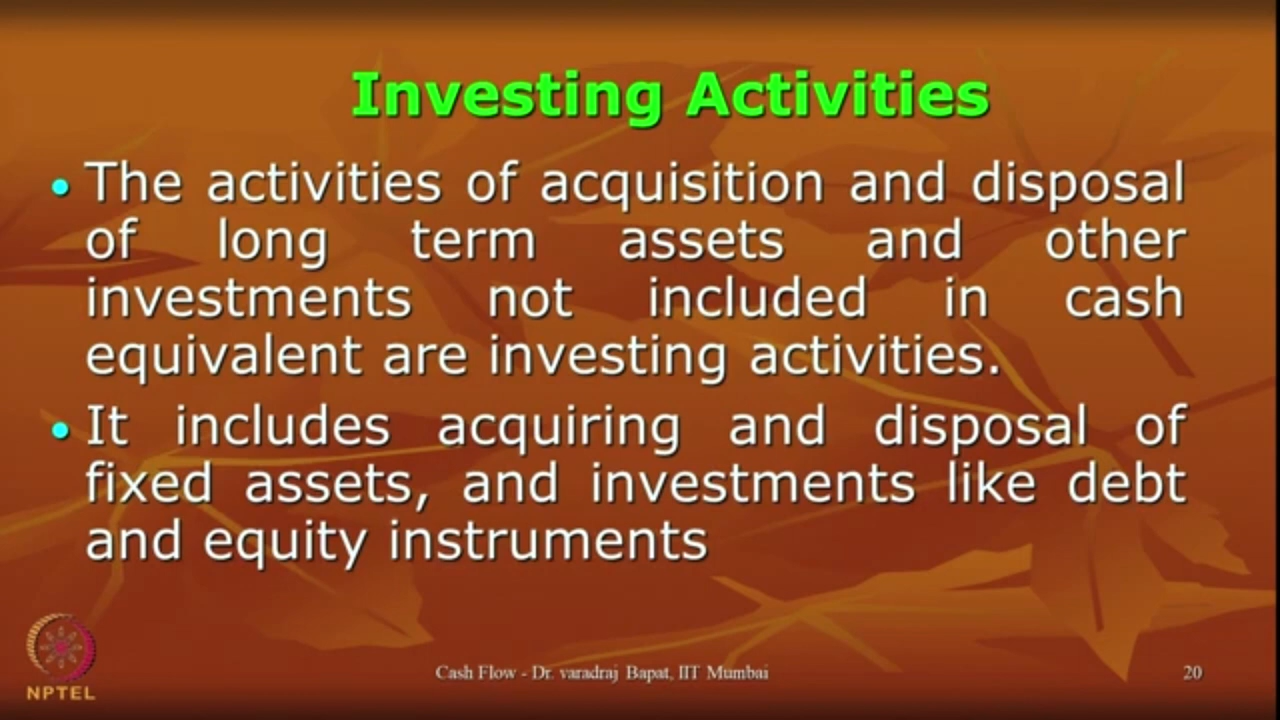 Investing Activities
• The activities of acquisition and disposal
of long term assets and other
investments not included in cash
equivalent are investing activities.
• It includes acquiring and disposal of
fixed assets, and investments like debt
and equity instruments
NPTEL
Cash Flow - Dr. varadraj Bapat, IIT Mumbai
20